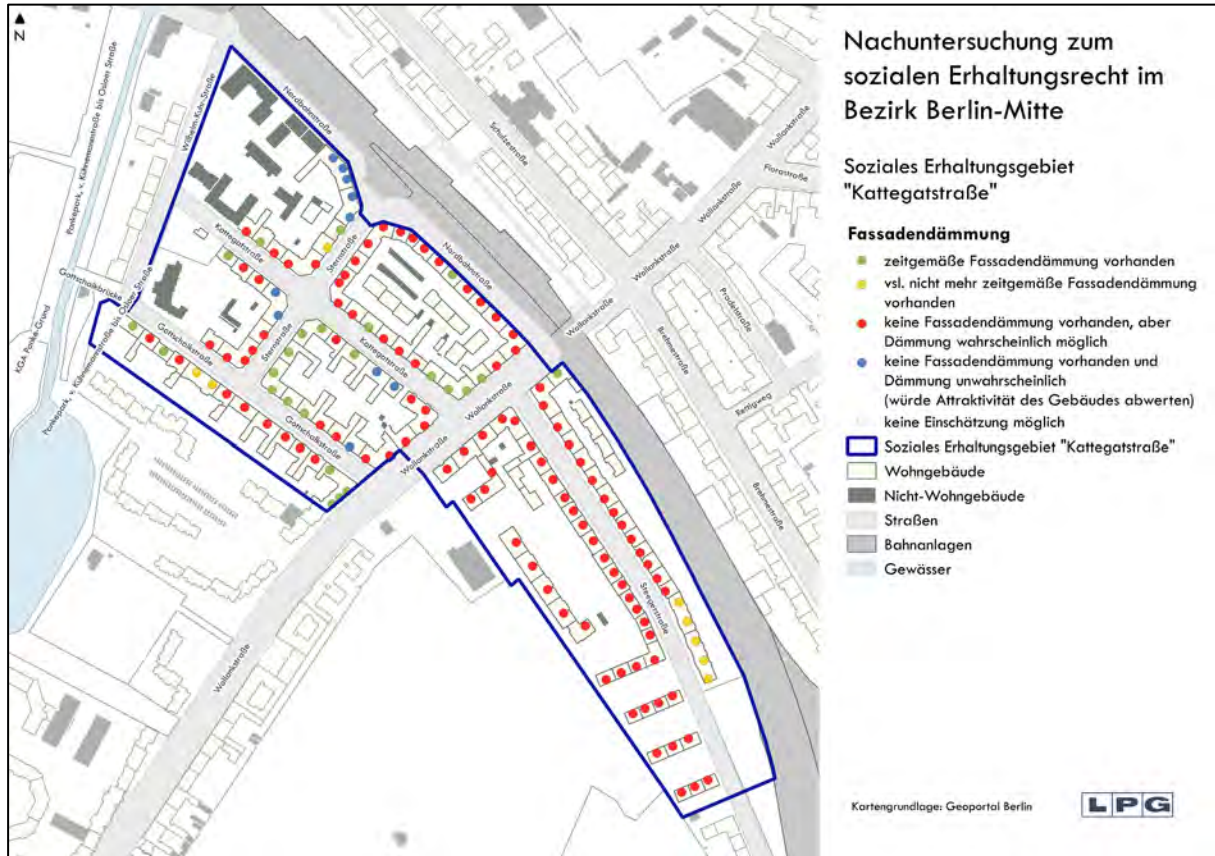 N
Nachuntersuchung zum
sozialen Erhaltungsrecht im
Bezirk Berlin-Mitte
Soziales Erhaltungsgebiet
"Kattegatstraße"
Fassadendämmung
zeitgemäße Fassadendämmung vorhanden
vsl. nicht mehr zeitgemäße Fassadendämmung
vorhanden
keine Fassadendämmung vorhanden, aber
Dämmung wahrscheinlich möglich
keine Fassadendämmung vorhanden und
Dämmung unwahrscheinlich
(würde Attraktivität des Gebäudes abwerten)
keine Einschätzung möglich
Soziales Erhaltungsgebiet "Kattegatstraße"
Wohngebäude
Nicht-Wohngebäude
Straßen
Bahnanlagen
Gewässer
Kartengrundlage: Geoportal Berlin
LPG
Wilhelm-Kuhr-Straße
Nordbahnstraße
Schulzestraße
Wollankstraße
Florastraße
Wollankstraße
Kattegatstraße
Sternstraße
Nordbahnstraße
Wollankstraße
Gottschalkbrücke
Pradelstraße
Wollankstraße
Brehmestraße
KGA Panke-Grund
Gottschalkstraße
Sternstraße
Kattegatstraße
Wollankstraße
Rettigweg
Gottschalkstraße
Wollankstraße
Brehmestraße
Steegerstraße
Wollankstraße